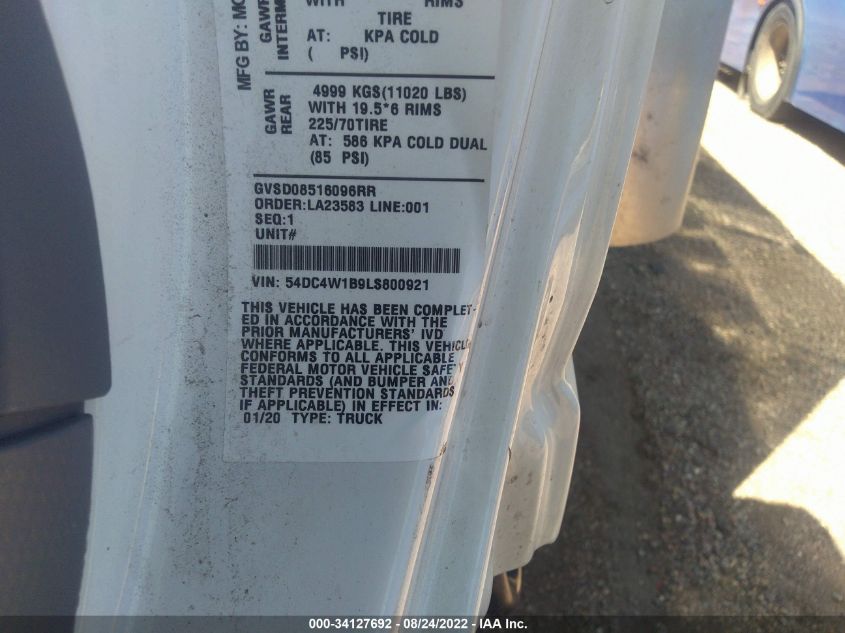 WITH RIMS
TIRE
AT: KPA COLD
( PSI)
GAWR
INTERM
MFG BY: MO
GAWR
REAR
4999 KGS(11020 LBS)
WITH 19.5*6 RIMS
225/70TIRE
AT: 586 KPA COLD DUAL
(85 PSI)
GVSD08516096RR
ORDER:LA23583 LINE:001
SEQ:1
UNIT#
VIN: 54DC4W1B9LS800921
THIS VEHICLE HAS BEEN COMPLET-
ED IN ACCORDANCE WITH THE
PRIOR MANUFACTURERS' IVD
WHERE APPLICABLE. THIS VEHICLE
CONFORMS TO ALL APPLICABLE
FEDERAL MOTOR VEHICLE SAFETY
STANDARDS (AND BUMPER AND
THEFT PREVENTION STANDARDS
IF APPLICABLE) IN EFFECT IN:
01/20 TYPE: TRUCK
000-34127692 - 08/24/2022 - IAA Inc.